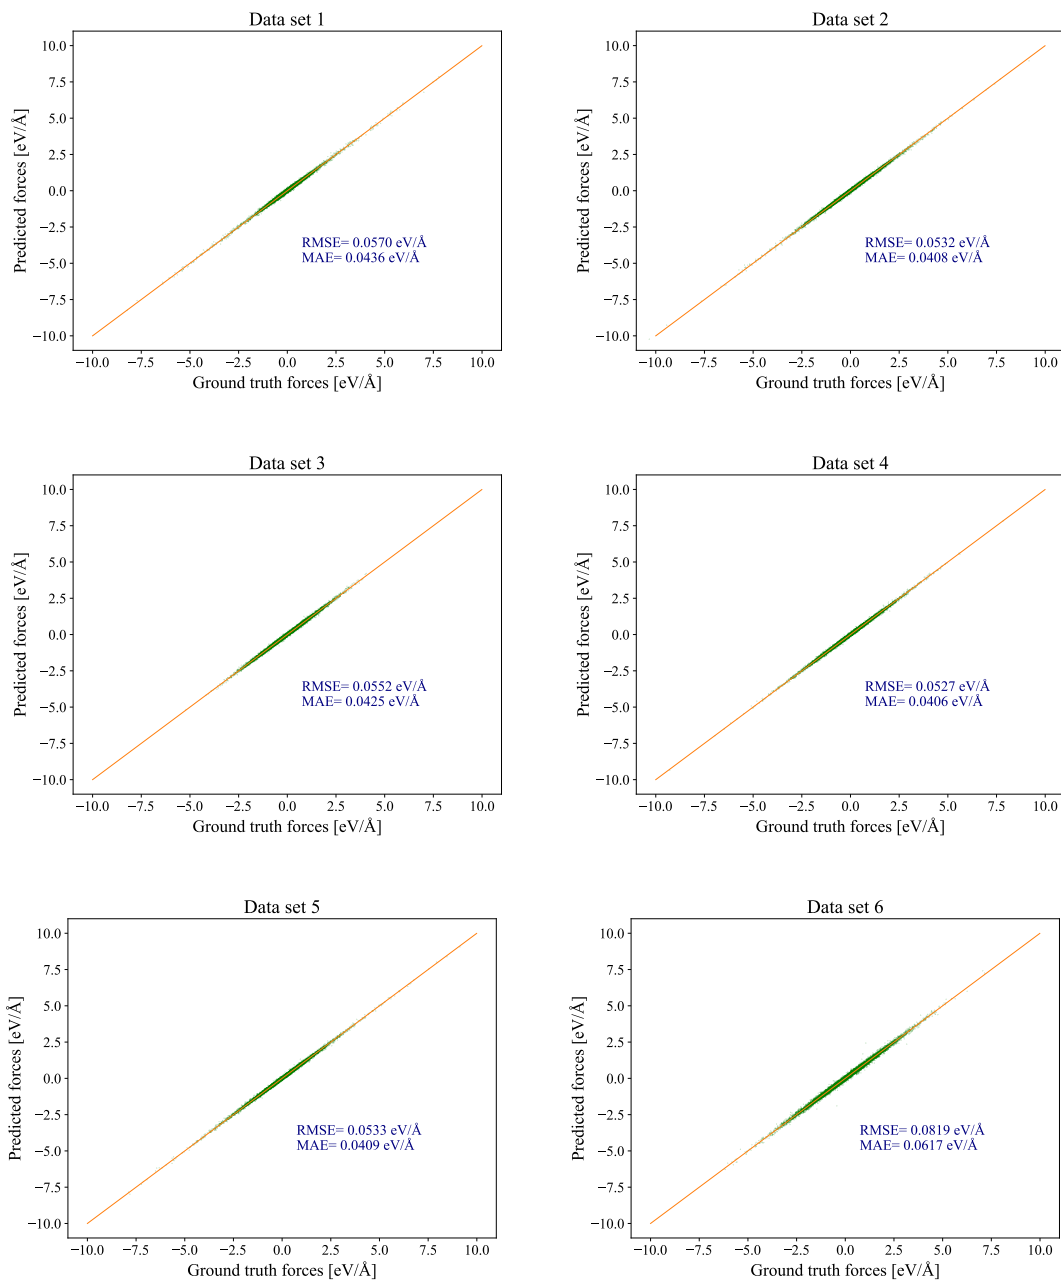 Data set 1
10.0
7.5
5.0
2.5
0.0
−2.5
−5.0
−7.5
−10.0
Predicted forces [eV/Å]
RMSE= 0.0570 eV/Å
MAE= 0.0436 eV/Å
−10.0 −7.5 −5.0 −2.5 0.0 2.5 5.0 7.5 10.0
Ground truth forces [eV/Å]
Data set 2
10.0
7.5
5.0
2.5
0.0
−2.5
−5.0
−7.5
−10.0
Predicted forces [eV/Å]
RMSE= 0.0532 eV/Å
MAE= 0.0408 eV/Å
−10.0 −7.5 −5.0 −2.5 0.0 2.5 5.0 7.5 10.0
Ground truth forces [eV/Å]
Data set 3
10.0
7.5
5.0
2.5
0.0
−2.5
−5.0
−7.5
−10.0
Predicted forces [eV/Å]
RMSE= 0.0552 eV/Å
MAE= 0.0425 eV/Å
−10.0 −7.5 −5.0 −2.5 0.0 2.5 5.0 7.5 10.0
Ground truth forces [eV/Å]
Data set 4
10.0
7.5
5.0
2.5
0.0
−2.5
−5.0
−7.5
−10.0
Predicted forces [eV/Å]
RMSE= 0.0527 eV/Å
MAE= 0.0406 eV/Å
−10.0 −7.5 −5.0 −2.5 0.0 2.5 5.0 7.5 10.0
Ground truth forces [eV/Å]
Data set 5
10.0
7.5
5.0
2.5
0.0
−2.5
−5.0
−7.5
−10.0
Predicted forces [eV/Å]
RMSE= 0.0533 eV/Å
MAE= 0.0409 eV/Å
−10.0 −7.5 −5.0 −2.5 0.0 2.5 5.0 7.5 10.0
Ground truth forces [eV/Å]
Data set 6
10.0
7.5
5.0
2.5
0.0
−2.5
−5.0
−7.5
−10.0
Predicted forces [eV/Å]
RMSE= 0.0819 eV/Å
MAE= 0.0617 eV/Å
−10.0 −7.5 −5.0 −2.5 0.0 2.5 5.0 7.5 10.0
Ground truth forces [eV/Å]